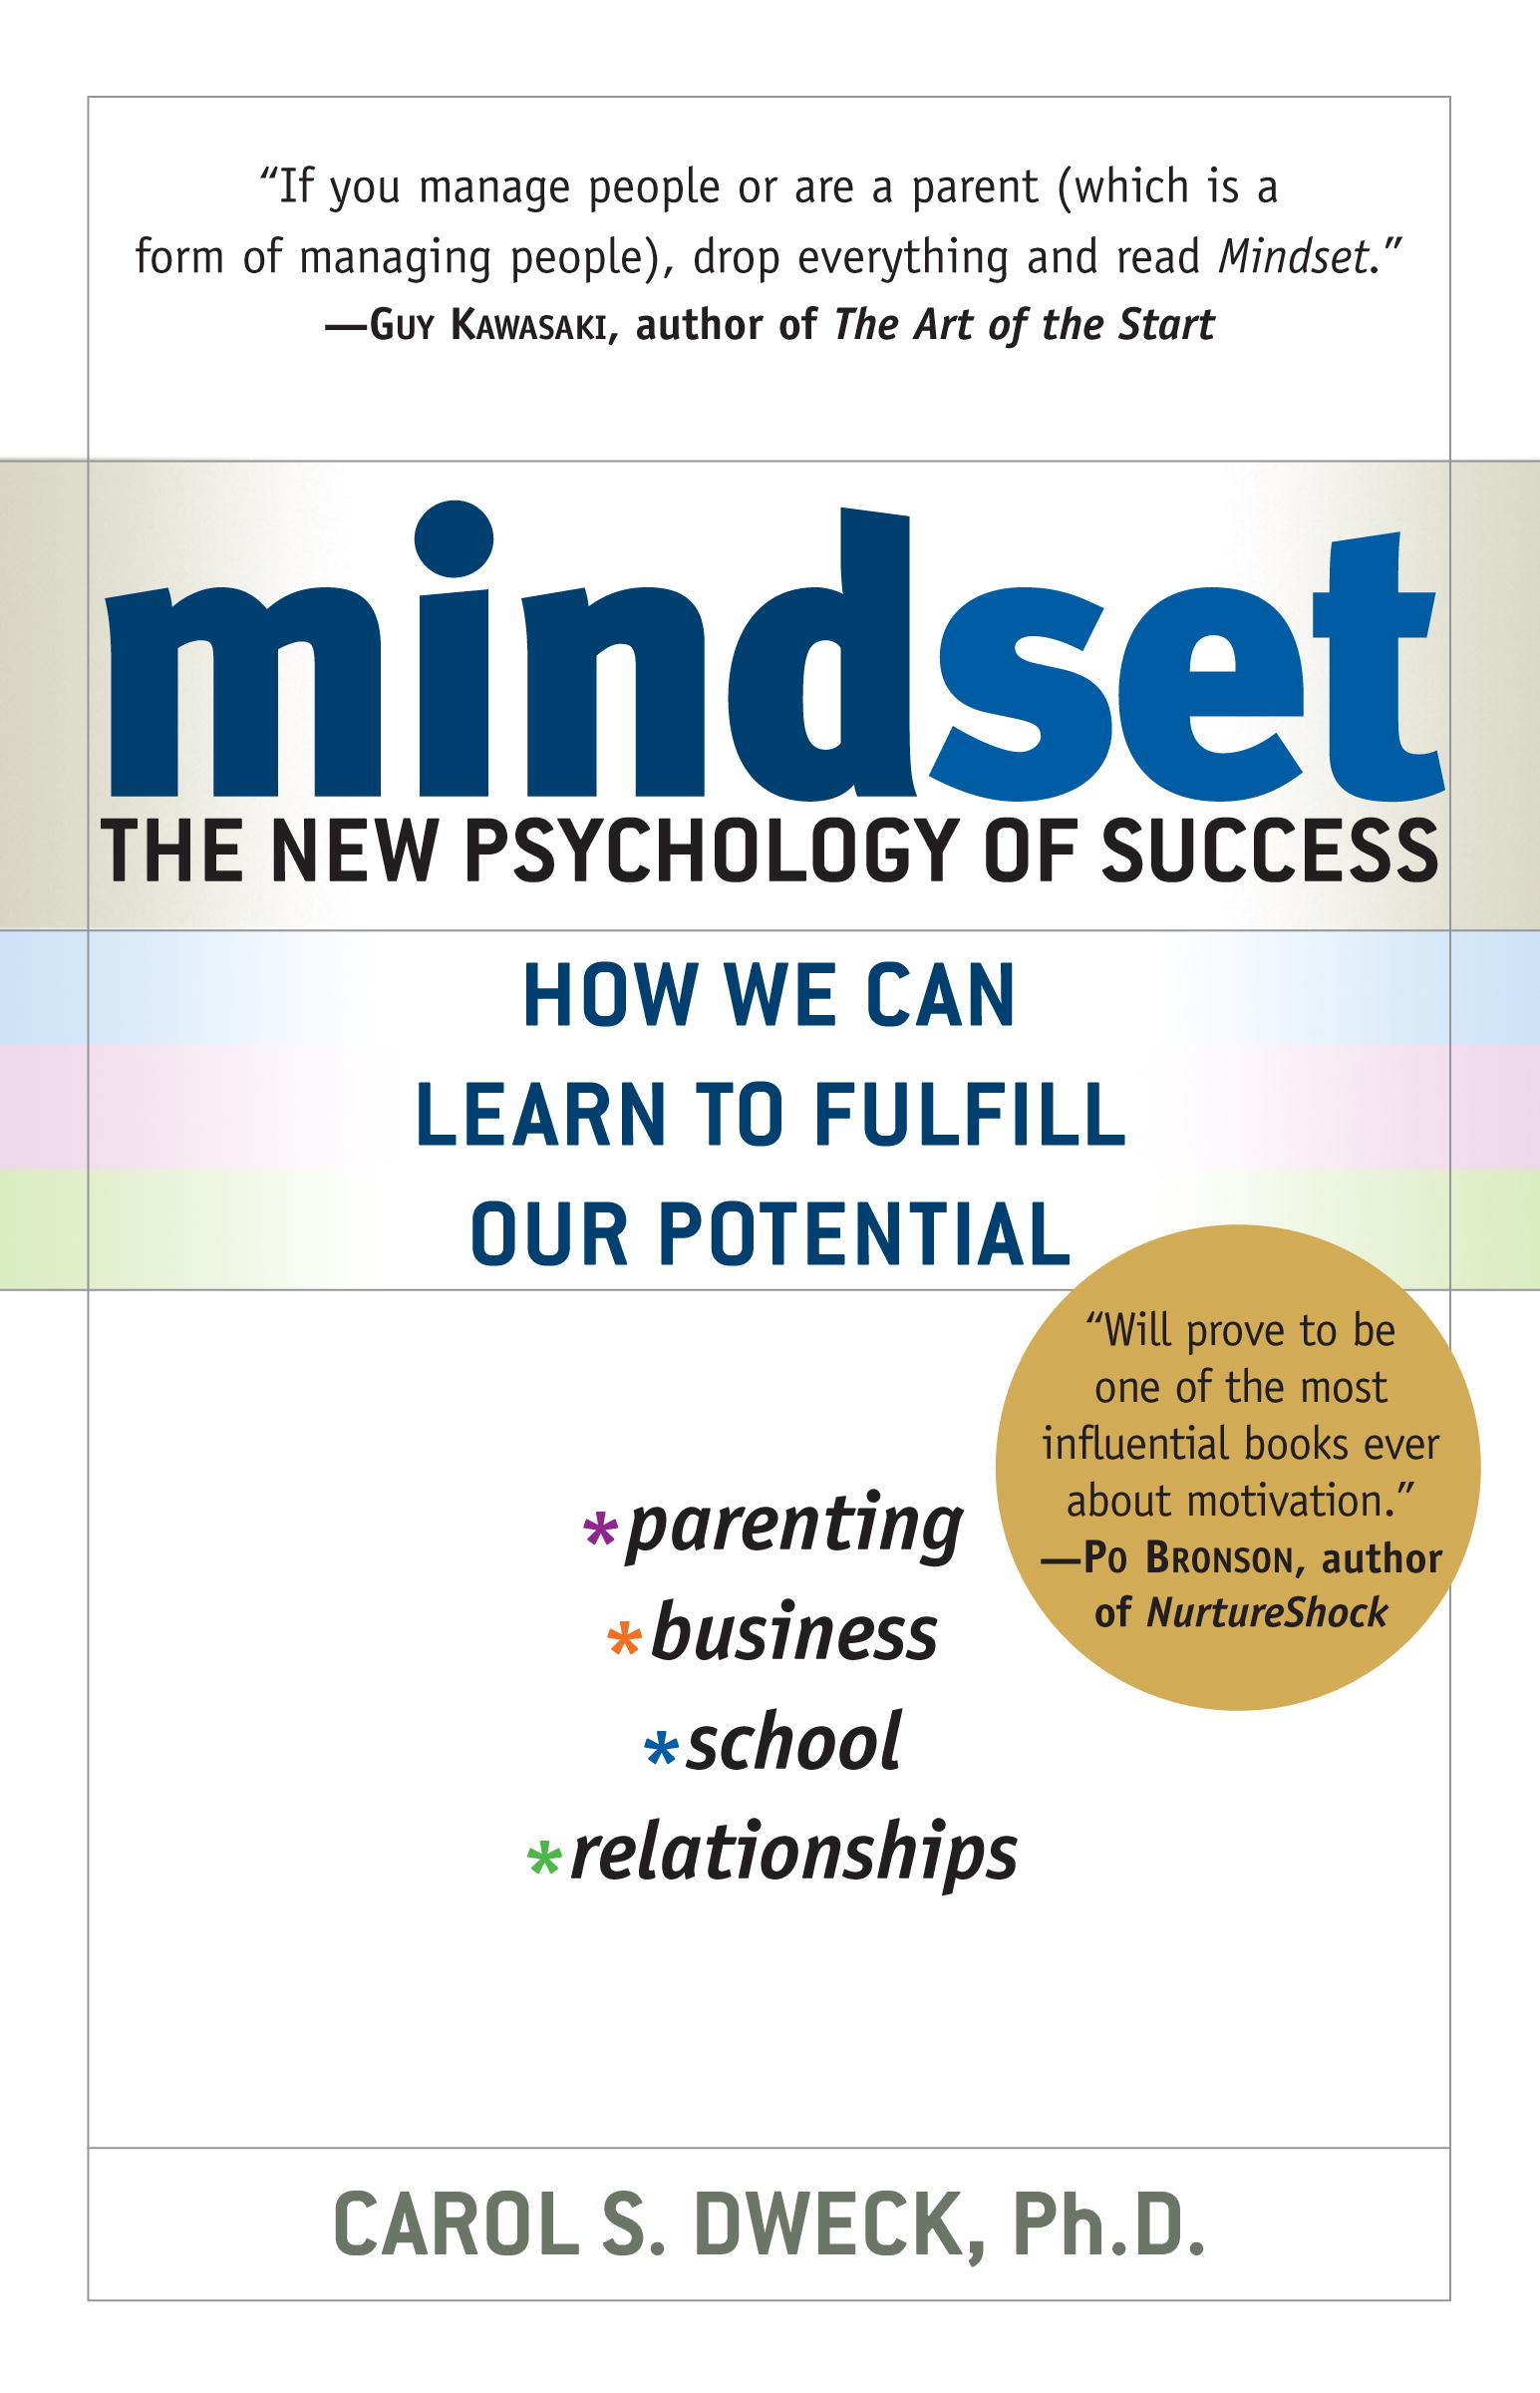 “If you manage people or are a parent (which is a
form of managing people), drop everything and read Mindset.”
—GUY KAWASAKI, author of The Art of the Start
mindset
THE NEW PSYCHOLOGY OF SUCCESS
HOW WE CAN
LEARN TO FULFILL
OUR POTENTIAL
“Will prove to be
one of the most
influential books ever
about motivation.”
—PO BRONSON, author
of NurtureShock
*parenting
*business
*school
*relationships
CAROL S. DWECK, Ph.D.